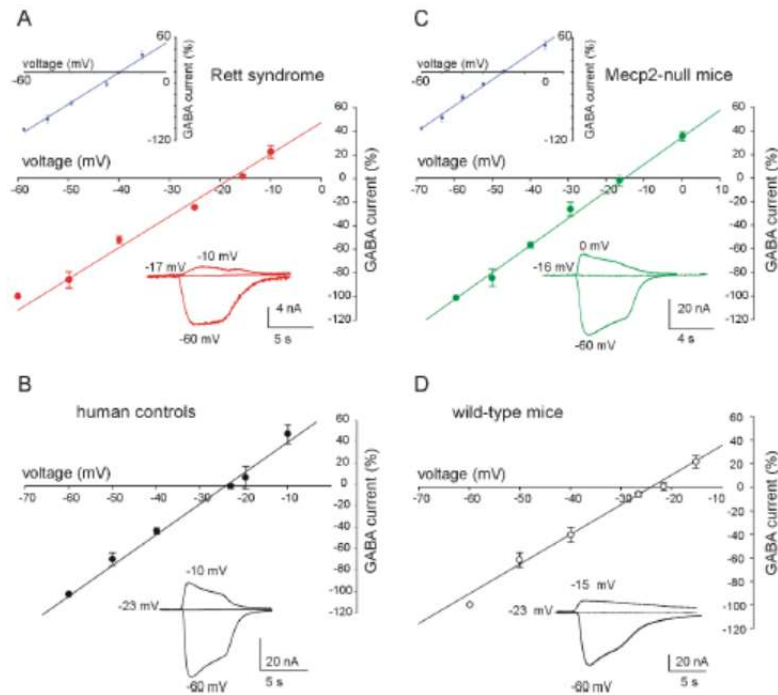 A
60
voltage (mV)
-60
0
GABA current (%)
-120
Rett syndrome
60
40
20
0
-20
-40
-60
-80
-100
-120
GABA current (%)
voltage (mV)
-60 -50 -40 -30 -20 -10 0
-10 mV
-17 mV
-60 mV
4 nA
5 s
C
60
voltage (mV)
-60
0
GABA current (%)
-120
Mecp2-null mice
60
40
20
0
-20
-40
-60
-80
-100
-120
GABA current (%)
voltage (mV)
-70 -60 -50 -40 -30 -20 -10 0
0 mV
-16 mV
-60 mV
20 nA
4 s
B
human controls
60
40
20
0
-20
-40
-60
-80
-100
-120
GABA current (%)
voltage (mV)
-70 -60 -50 -40 -30 -20 -10
-10 mV
-23 mV
-60 mV
20 nA
5 s
D
wild-type mice
60
40
20
0
-20
-40
-60
-80
-100
-120
GABA current (%)
voltage (mV)
-70 -60 -50 -40 -30 -20 -10
-15 mV
-23 mV
-60 mV
20 nA
5 s